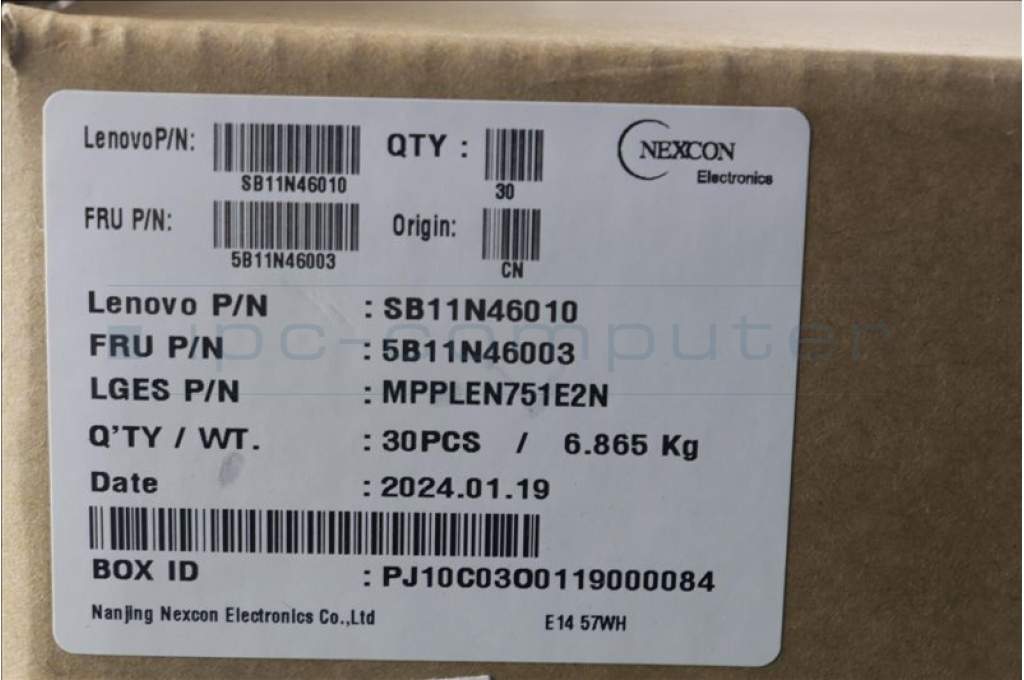 LenovoP/N:
SB11N46010
QTY :
30
NEXCON
Electronics
FRU P/N:
5B11N46003
Origin:
CN
Lenovo P/N : SB11N46010
FRU P/N : 5B11N46003
LGES P/N : MPPLEN751E2N
Q'TY / WT. : 30PCS / 6.865 Kg
Date : 2024.01.19
BOX ID : PJ10C03O0119000084
Nanjing Nexcon Electronics Co.,Ltd
E14 57WH
ipc-computer